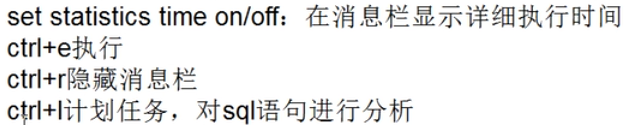 set statistics time on/off：在消息栏显示详细执行时间
ctrl+e执行
ctrl+r隐藏消息栏
ctrl+l计划任务，对sql语句进行分析